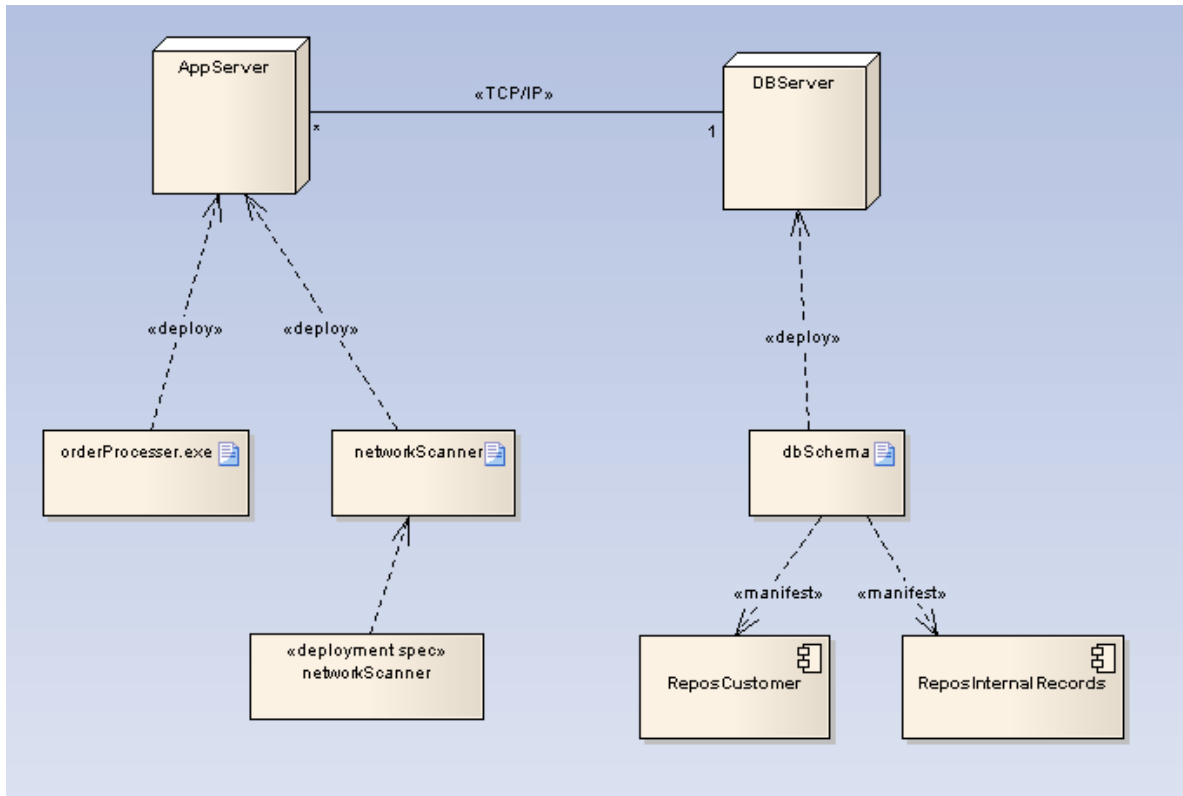 AppServer
DBServer
«TCP/IP»
*
1
«deploy»
«deploy»
«deploy»
orderProcesser.exe
networkScanner
dbSchema
«manifest»
«manifest»
«deployment spec»
networkScanner
ReposCustomer
ReposInternalRecords